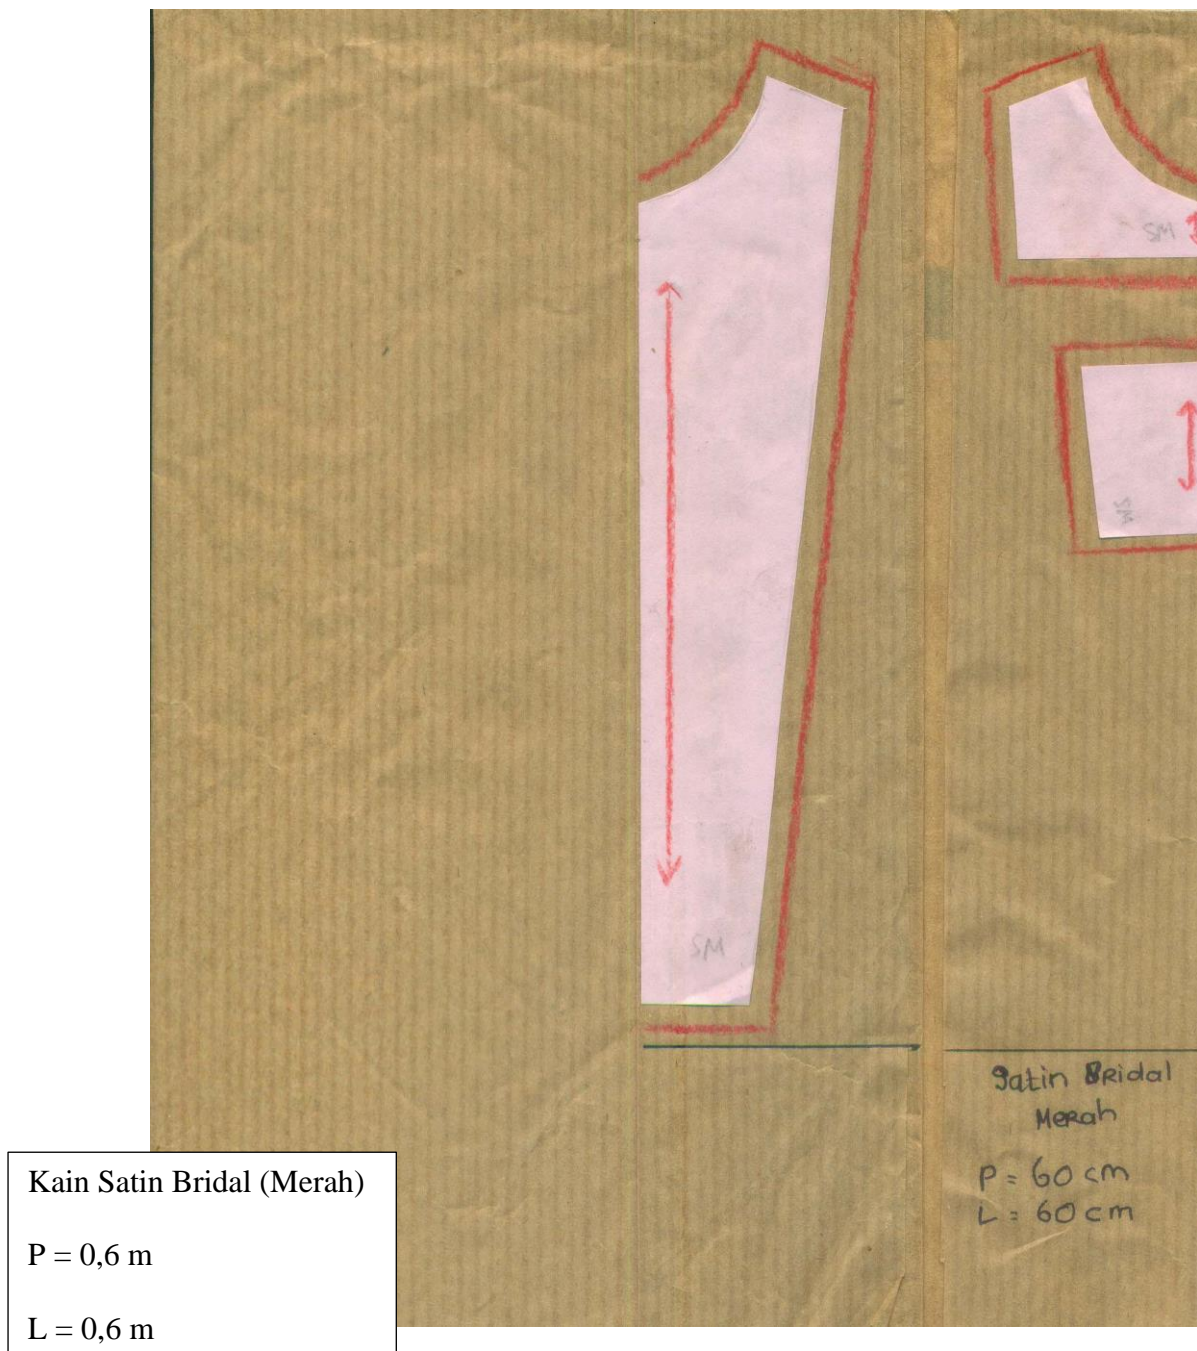 SM
SM
SM
Satin Bridal
Merah
P = 60 cm
L = 60 cm
Kain Satin Bridal (Merah)
P = 0,6 m
L = 0,6 m